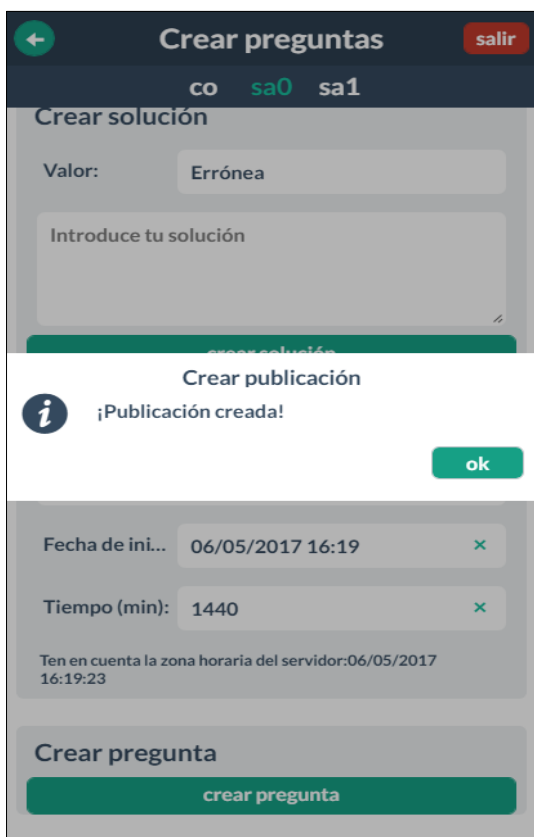 Crear preguntas
salir
co sa0 sa1
Crear solución
Valor: Errónea
Introduce tu solución
crear solución
Crear publicación
¡Publicación creada!
ok
Fecha de ini... 06/05/2017 16:19 ×
Tiempo (min): 1440 ×
Ten en cuenta la zona horaria del servidor:06/05/2017
16:19:23
Crear pregunta
crear pregunta